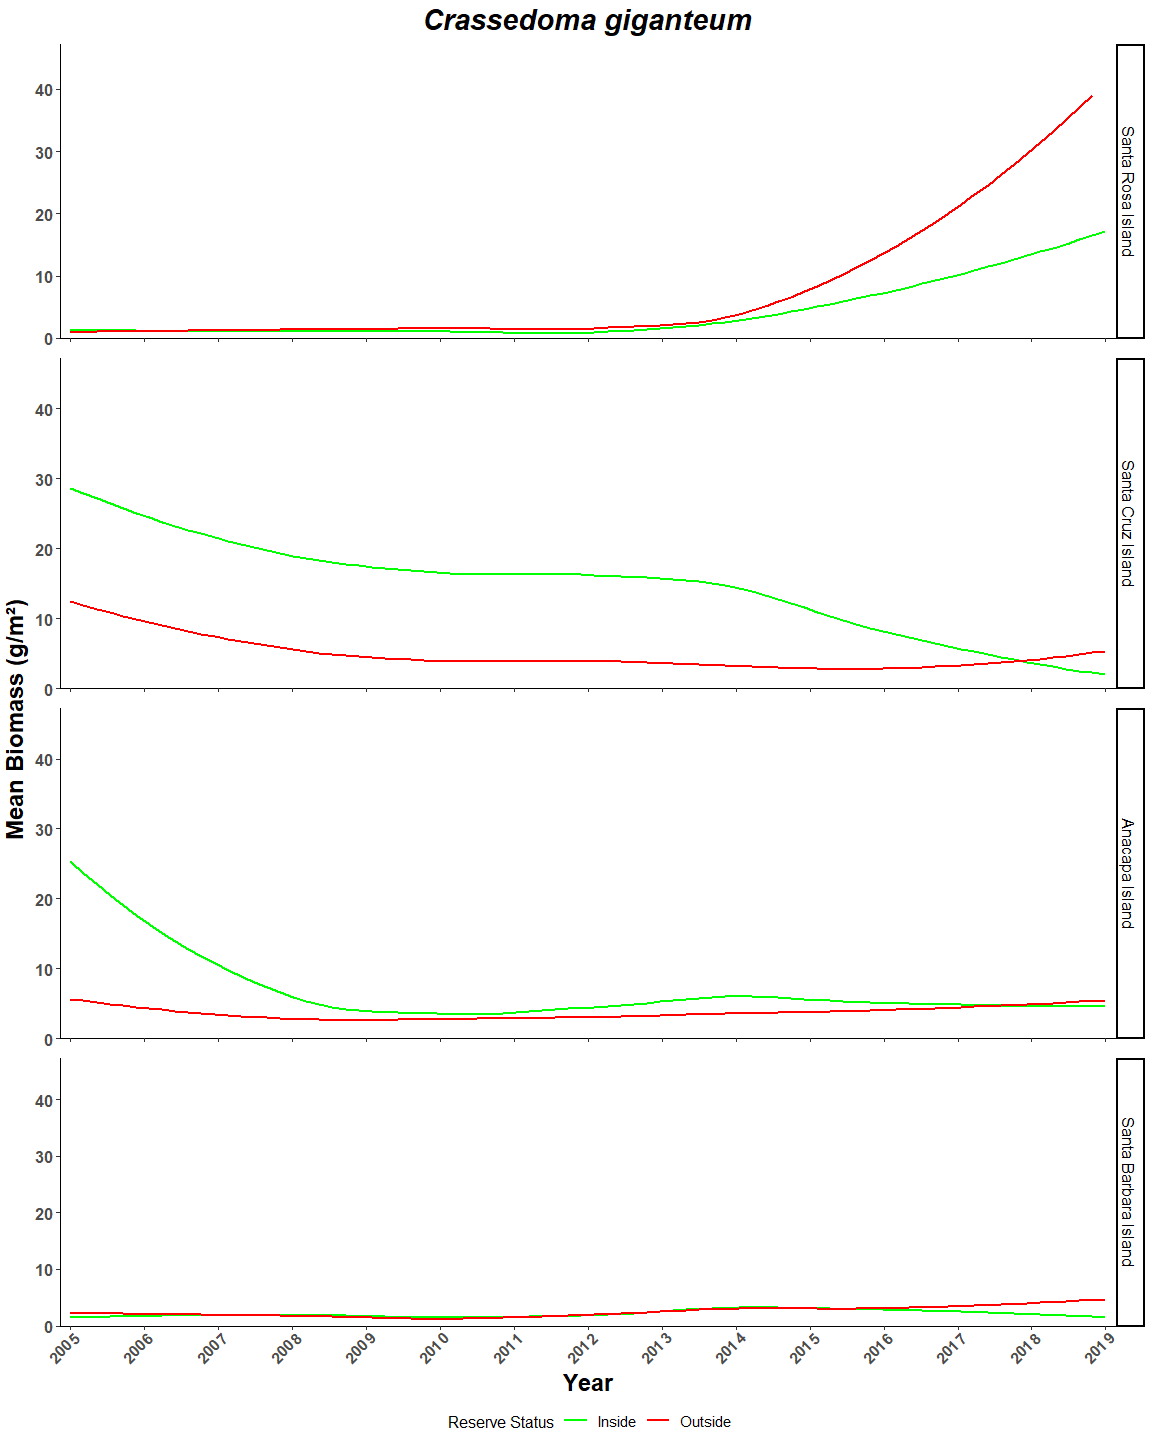 Crassedoma giganteum
Mean Biomass (g/m²)
40
30
20
10
0
Santa Rosa Island
40
30
20
10
0
Santa Cruz Island
40
30
20
10
0
Anacapa Island
40
30
20
10
0
Santa Barbara Island
2005 2006 2007 2008 2009 2010 2011 2012 2013 2014 2015 2016 2017 2018 2019
Year
Reserve Status Inside Outside